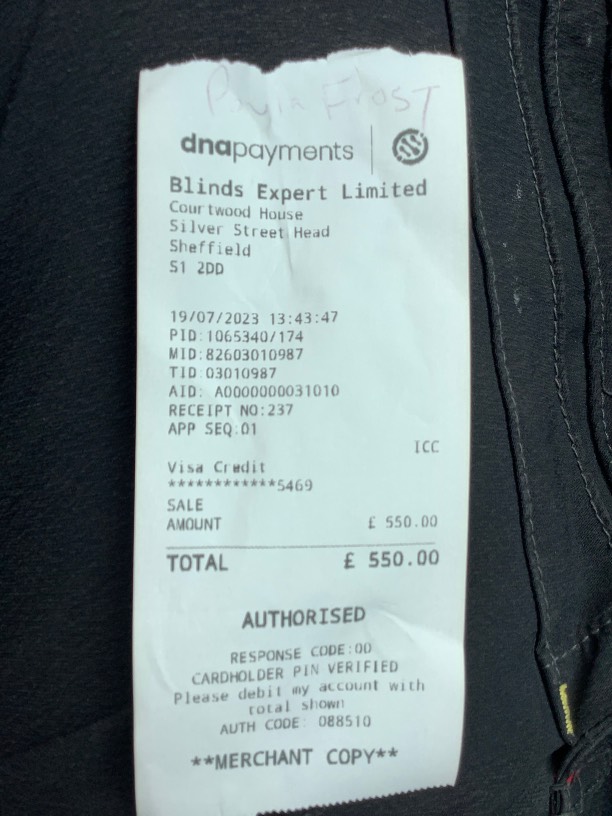 Frost
dnapayments
Blinds Expert Limited
Courtwood House
Silver Street Head
Sheffield
S1 2DD
19/07/2023 13:43:47
PID:1065340/174
MID:82603010987
TID:03010987
AID: A0000000031010
RECEIPT NO:237
APP SEQ:01
ICC
Visa Credit
************5469
SALE
AMOUNT £ 550.00
TOTAL £ 550.00
AUTHORISED
RESPONSE CODE:00
CARDHOLDER PIN VERIFIED
Please debit my account with
total shown
AUTH CODE: 088510
**MERCHANT COPY**